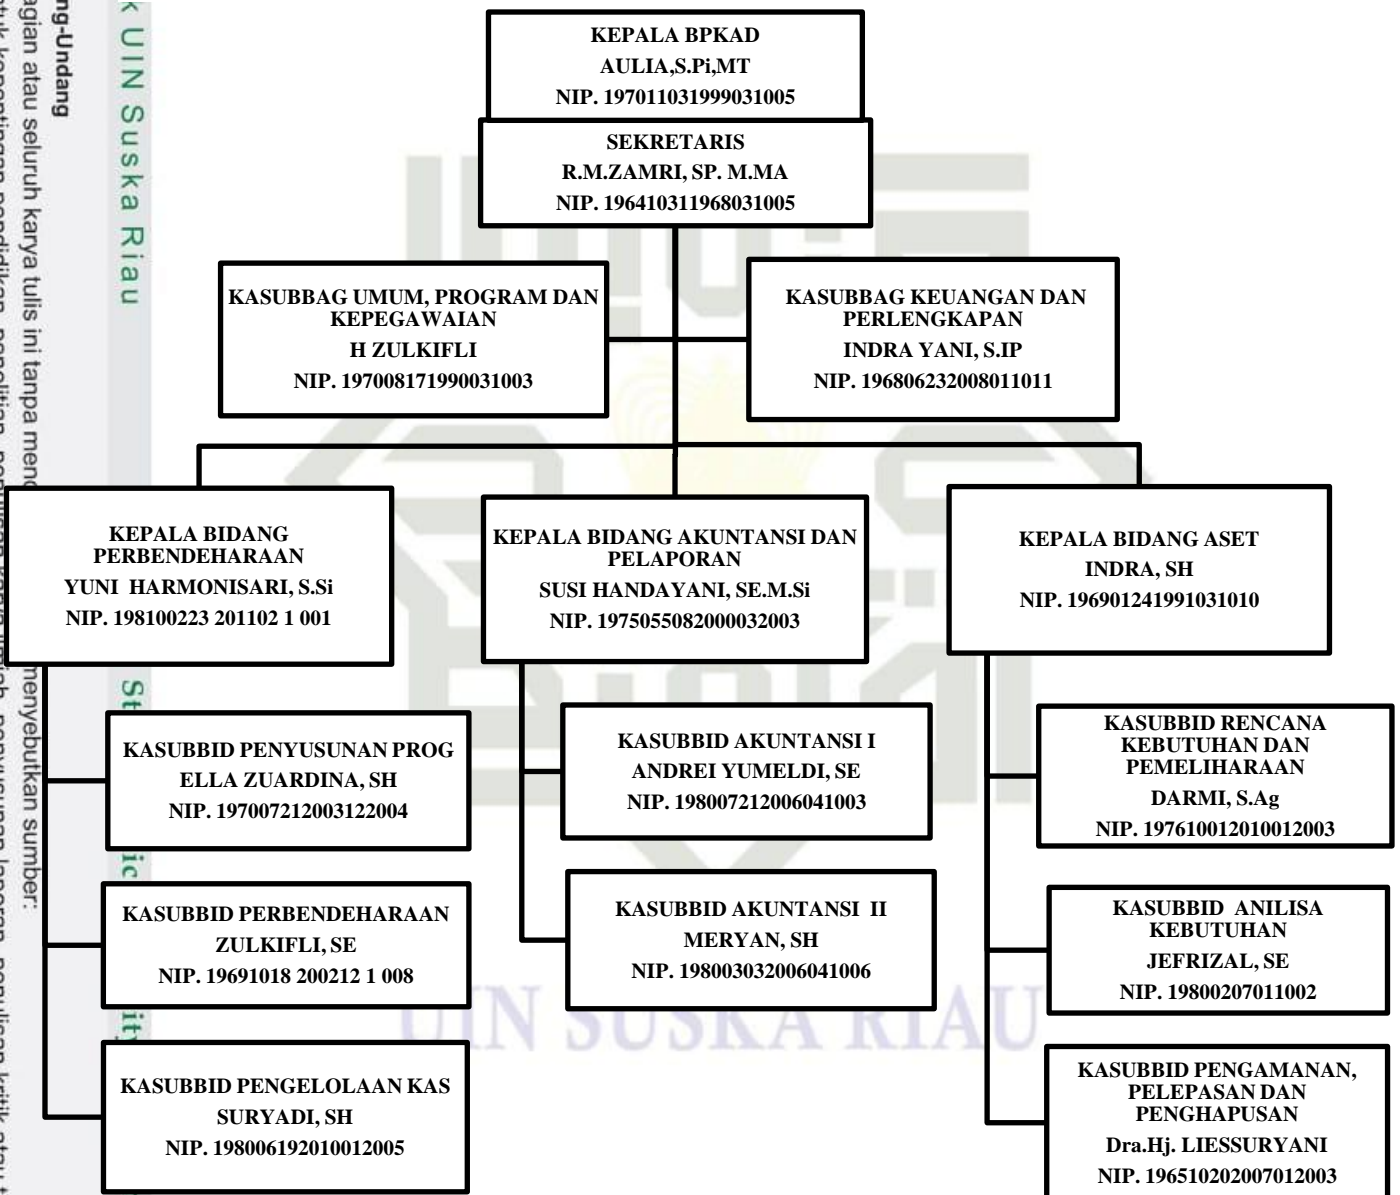 KEPALA BPKAD
AULIA,S.Pi,MT
NIP. 197011031999031005
SEKRETARIS
R.M.ZAMRI, SP. M.MA
NIP. 196410311968031005
KASUBBAG UMUM, PROGRAM DAN
KEPEGAWAIAN
H ZULKIFLI
NIP. 197008171990031003
KASUBBAG KEUANGAN DAN
PERLENGKAPAN
INDRA YANI, S.IP
NIP. 196806232008011011
KEPALA BIDANG
PERBENDEHARAAN
YUNI  HARMONISARI, S.Si
NIP. 198100223 201102 1 001
KEPALA BIDANG AKUNTANSI DAN
PELAPORAN
SUSI HANDAYANI, SE.M.Si
NIP. 1975055082000032003
KEPALA BIDANG ASET
INDRA, SH
NIP. 196901241991031010
KASUBBID PENYUSUNAN PROG
ELLA ZUARDINA, SH
NIP. 197007212003122004
KASUBBID PERBENDEHARAAN
ZULKIFLI, SE
NIP. 19691018 200212 1 008
KASUBBID PENGELOLAAN KAS
SURYADI, SH
NIP. 198006192010012005
KASUBBID AKUNTANSI I
ANDREI YUMELDI, SE
NIP. 198007212006041003
KASUBBID AKUNTANSI  II
MERYAN, SH
NIP. 198003032006041006
KASUBBID RENCANA
KEBUTUHAN DAN
PEMELIHARAAN
DARMI, S.Ag
NIP. 197610012010012003
KASUBBID  ANILISA
KEBUTUHAN
JEFRIZAL, SE
NIP. 19800207011002
KASUBBID PENGAMANAN,
PELEPASAN DAN
PENGHAPUSAN
Dra.Hj. LIESSURYANI
NIP. 196510202007012003
UIN SUSKA RIAU
k UIN Suska Riau
ng-Undang
agian atau seluruh karya tulis ini tanpa menyebutkan sumber: